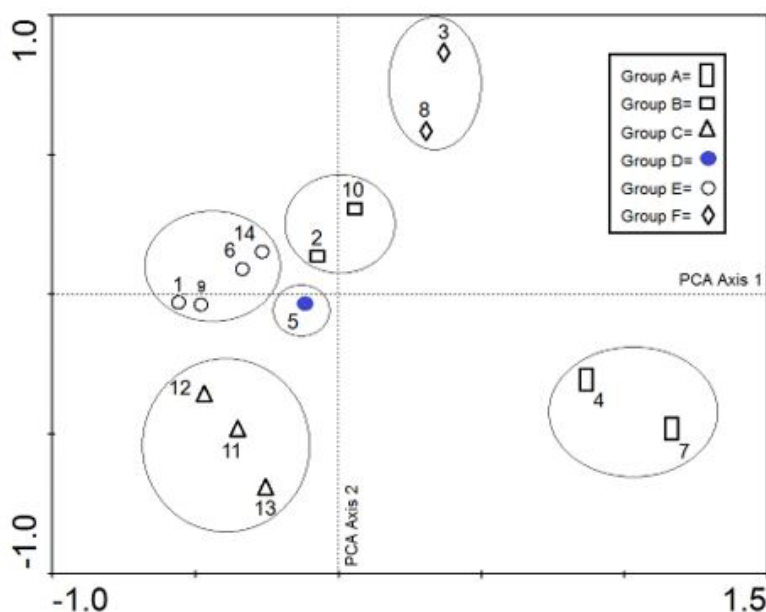 1.0
3
8
Group A=
Group B=
Group C=
Group D=
Group E=
Group F=
10
2
14
6
1
9
5
PCA Axis 1
12
11
13
4
7
PCA Axis 2
-1.0
-1.0
1.5